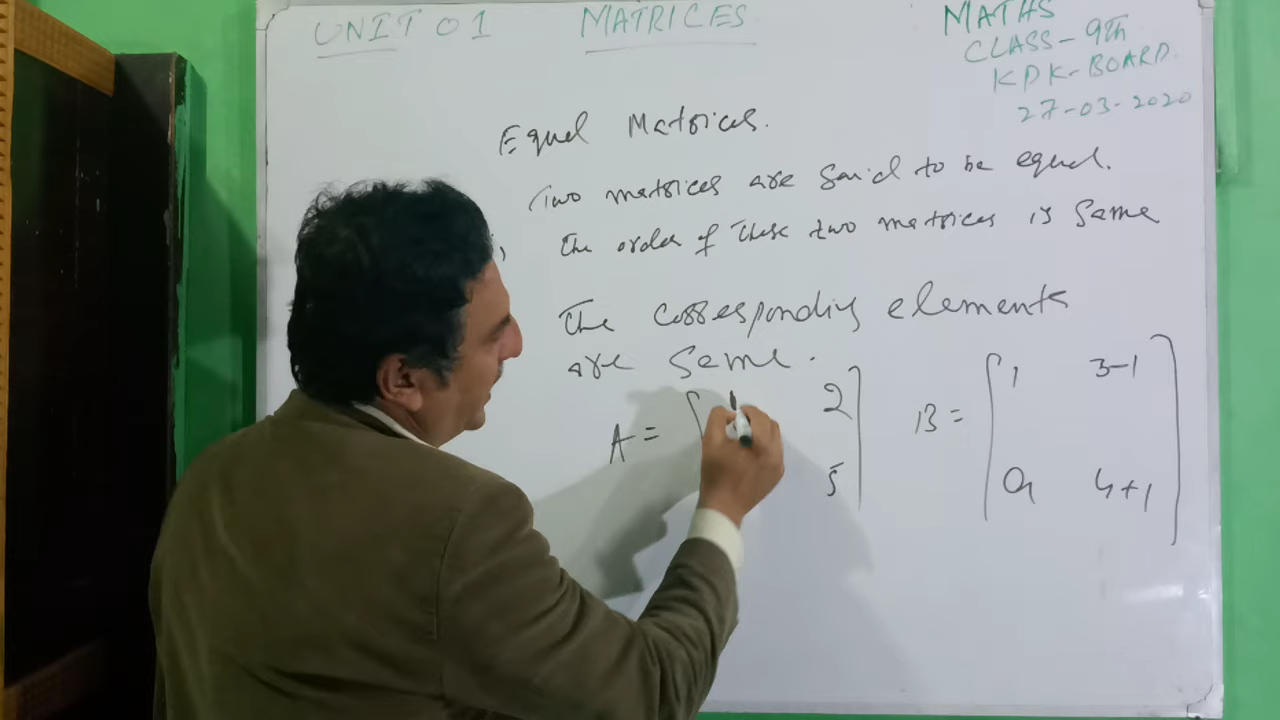 UNIT 01 MATRICES
MATHS
CLASS-9Th
KPK-BOARD.
27-03-2020
Equal Matrices.
Two matrices are said to be equal.
The order of these two matrices is same
The corresponding elements
are same.
A = [ 2
5 ]
B = [ 1 3-1
4+1 ]